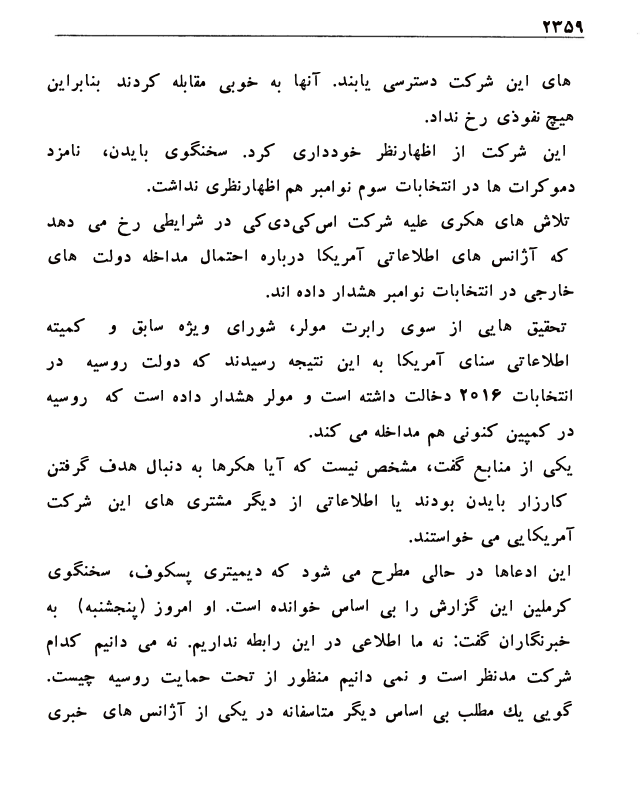 ۲۳۵۹
های این شرکت دسترسی یابند. آنها به خوبی مقابله کردند بنابراین
هیچ نفوذی رخ نداد.
این شرکت از اظهارنظر خودداری کرد. سخنگوی بایدن، نامزد
دموکرات ها در انتخابات سوم نوامبر هم اظهارنظری نداشت.
تلاش های هکری علیه شرکت اس‌کی‌دی‌کی در شرایطی رخ می دهد
که آژانس های اطلاعاتی آمریکا درباره احتمال مداخله دولت های
خارجی در انتخابات نوامبر هشدار داده اند.
تحقیق هایی از سوی رابرت مولر، شورای ویژه سابق و کمیته
اطلاعاتی سنای آمریکا به این نتیجه رسیدند که دولت روسیه در
انتخابات ۲۰۱۶ دخالت داشته است و مولر هشدار داده است که روسیه
در کمپین کنونی هم مداخله می کند.
یکی از منابع گفت، مشخص نیست که آیا هکرها به دنبال هدف گرفتن
کارزار بایدن بودند یا اطلاعاتی از دیگر مشتری های این شرکت
آمریکایی می خواستند.
این ادعاها در حالی مطرح می شود که دیمیتری پسکوف، سخنگوی
کرملین این گزارش را بی اساس خوانده است. او امروز (پنجشنبه) به
خبرنگاران گفت: نه ما اطلاعی در این رابطه نداریم. نه می دانیم کدام
شرکت مدنظر است و نمی دانیم منظور از تحت حمایت روسیه چیست.
گویی یك مطلب بی اساس دیگر متاسفانه در یکی از آژانس های خبری